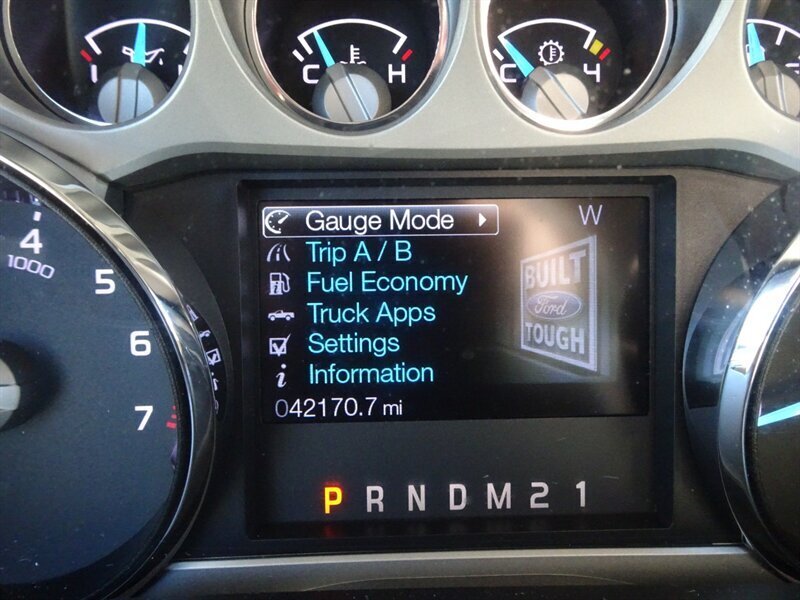 C H
C 4
Gauge Mode
W
Trip A / B
Fuel Economy
Truck Apps
Settings
Information
042170.7 mi
BUILT
Ford
TOUGH
4
1000
5
6
7
P R N D M 2 1